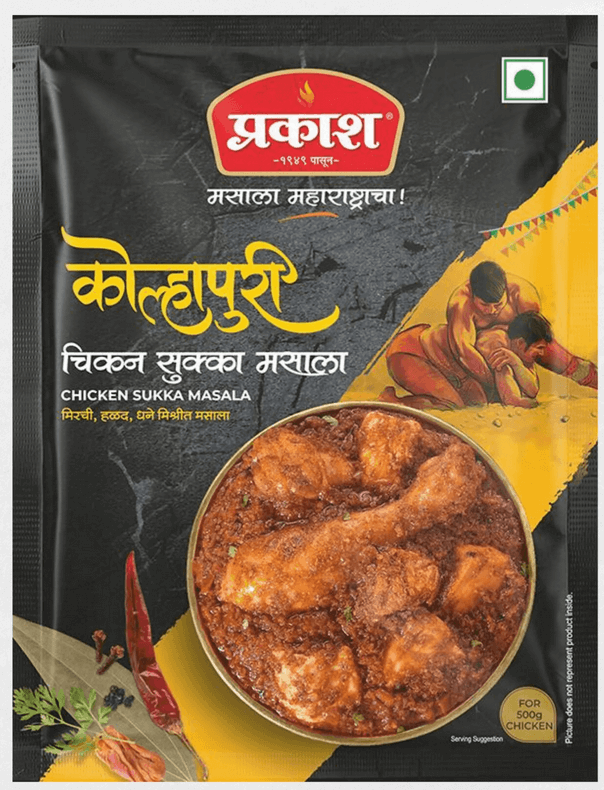 प्रकाश®
-१९४९ पासून-
मसाला महाराष्ट्राचा!
कोल्हापुरी
चिकन सुक्का मसाला
CHICKEN SUKKA MASALA
मिरची, हळद, धने मिश्रीत मसाला
FOR
500g
CHICKEN
Serving Suggestion
Picture does not represent product inside.